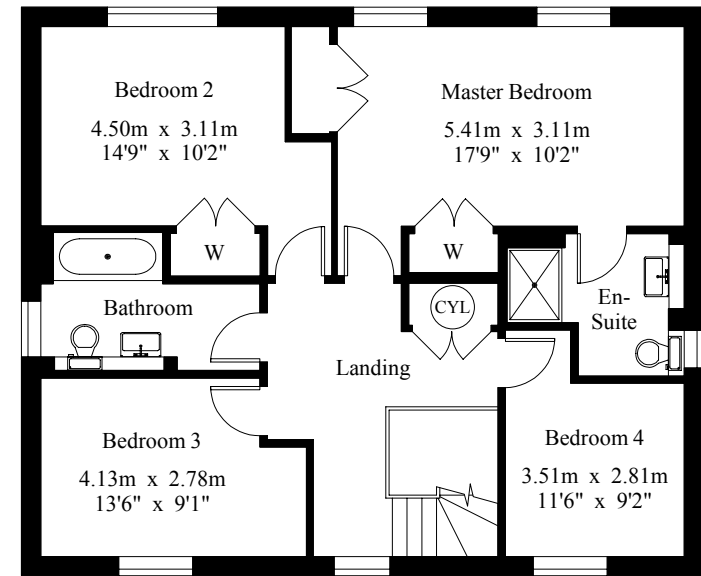 Bedroom 2
4.50m x 3.11m
14'9" x 10'2"
Master Bedroom
5.41m x 3.11m
17'9" x 10'2"
W
W
Bathroom
CYL
En-
Suite
Landing
Bedroom 3
4.13m x 2.78m
13'6" x 9'1"
Bedroom 4
3.51m x 2.81m
11'6" x 9'2"